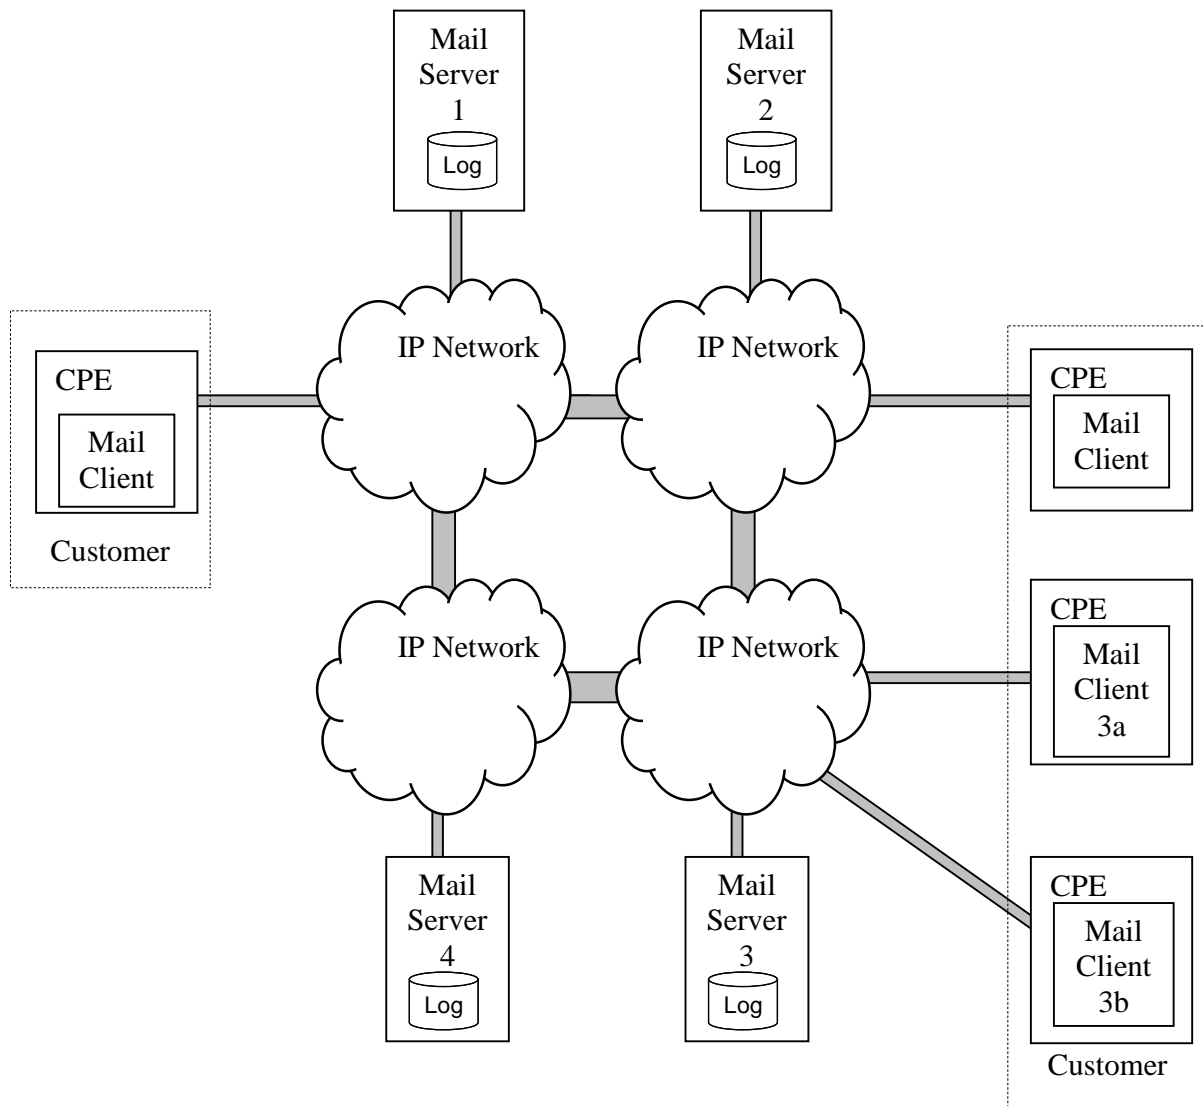 Mail
Server
1
Log
Mail
Server
2
Log
IP Network
IP Network
CPE
Mail
Client
Customer
CPE
Mail
Client
IP Network
IP Network
CPE
Mail
Client
3a
Mail
Server
4
Log
Mail
Server
3
Log
CPE
Mail
Client
3b
Customer